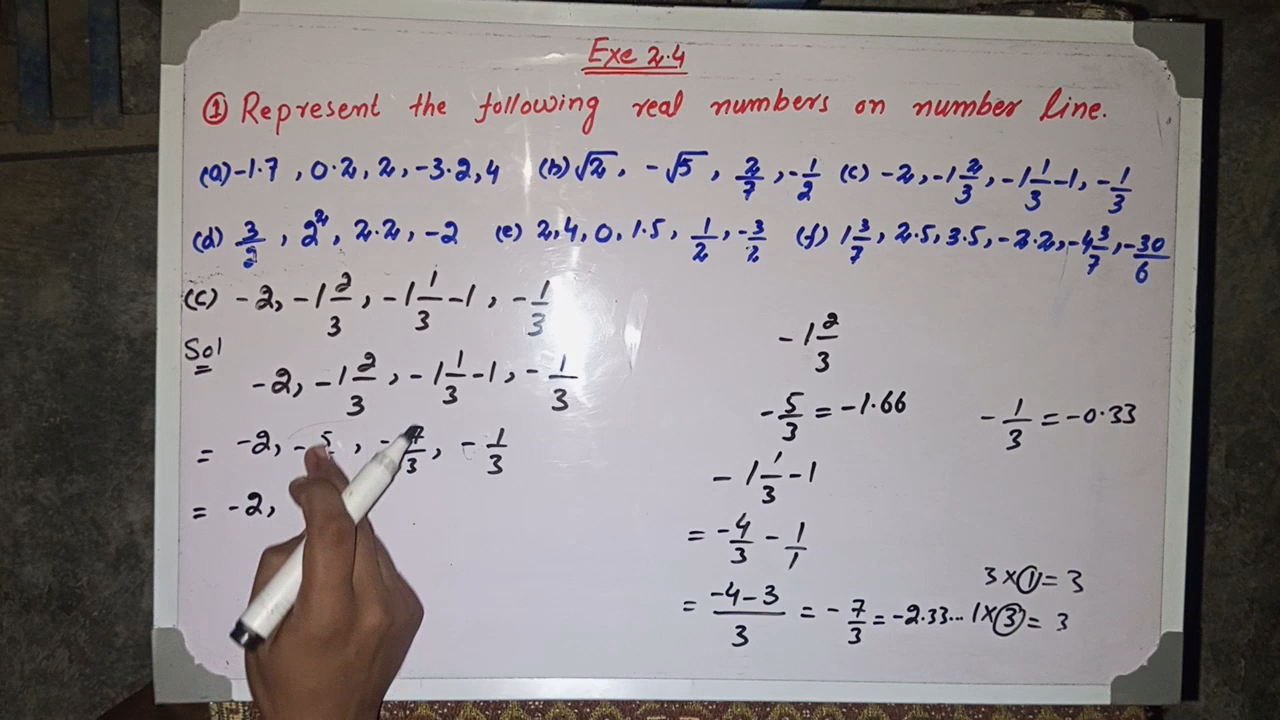 Exe 2.4
① Represent the following real numbers on number line.
(a) -1.7, 0.2, 2, -3.2, 4 (b) √2, -√5, 2/7, -1/2 (c) -2, -1 2/3, -1 1/3 -1, -1/3
(d) 3/2, 2², 2.2, -2 (e) 2, 4, 0, 1.5, 1/2, -3/2 (f) 1 3/7, 2.5, 3.5, -2.2, -4 3/7, -30/6
(c) -2, -1 2/3, -1 1/3 -1, -1/3
Sol
-2, -1 2/3, -1 1/3 -1, -1/3
= -2, -5/, -7/3, -1/3
= -2,
-1 2/3
-5/3 = -1.66
-1/3 = -0.33
-1 1/3 -1
= -4/3 - 1/1
= -4-3/3 = -7/3 = -2.33...
3×①=3
1×③=3